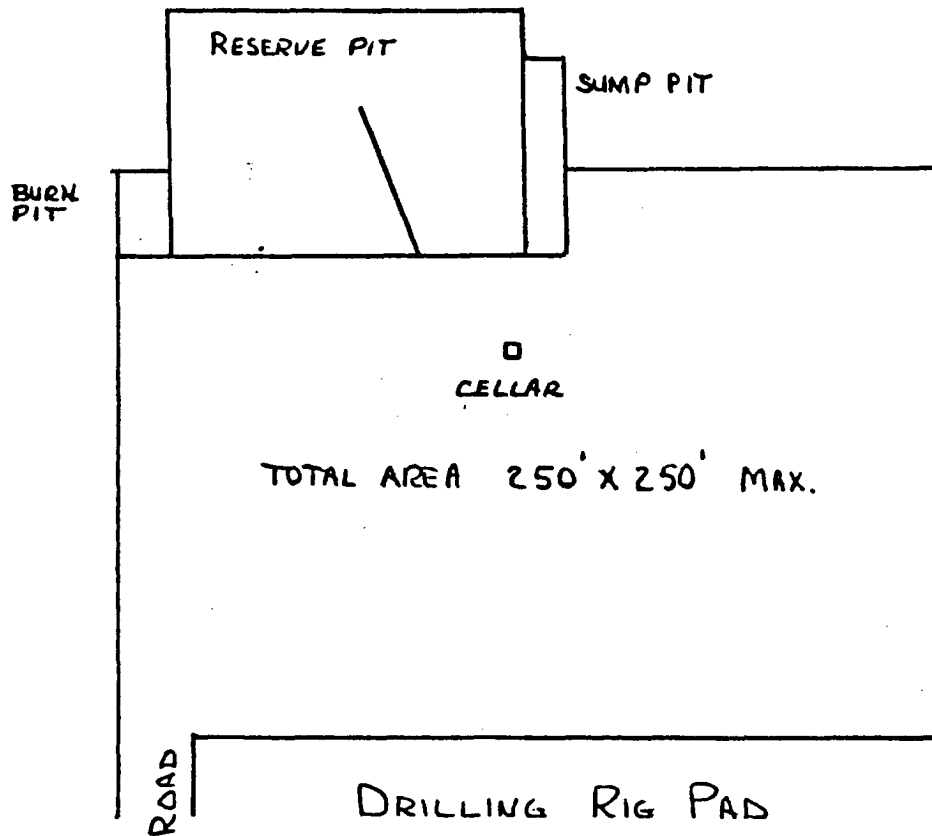 RESERVE PIT
SUMP PIT
BURN
PIT
CELLAR
TOTAL AREA 250' X 250' MAX.
ROAD
DRILLING RIG PAD